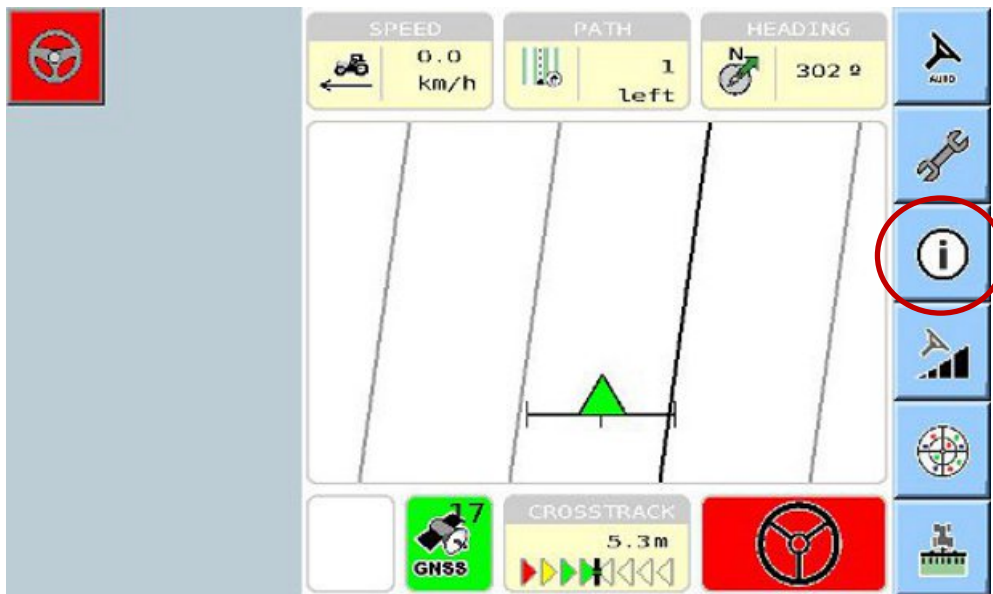 SPEED
0.0
km/h
PATH
1
left
HEADING
N
302 º
AUTO
i
17
GNSS
CROSSTRACK
5.3m